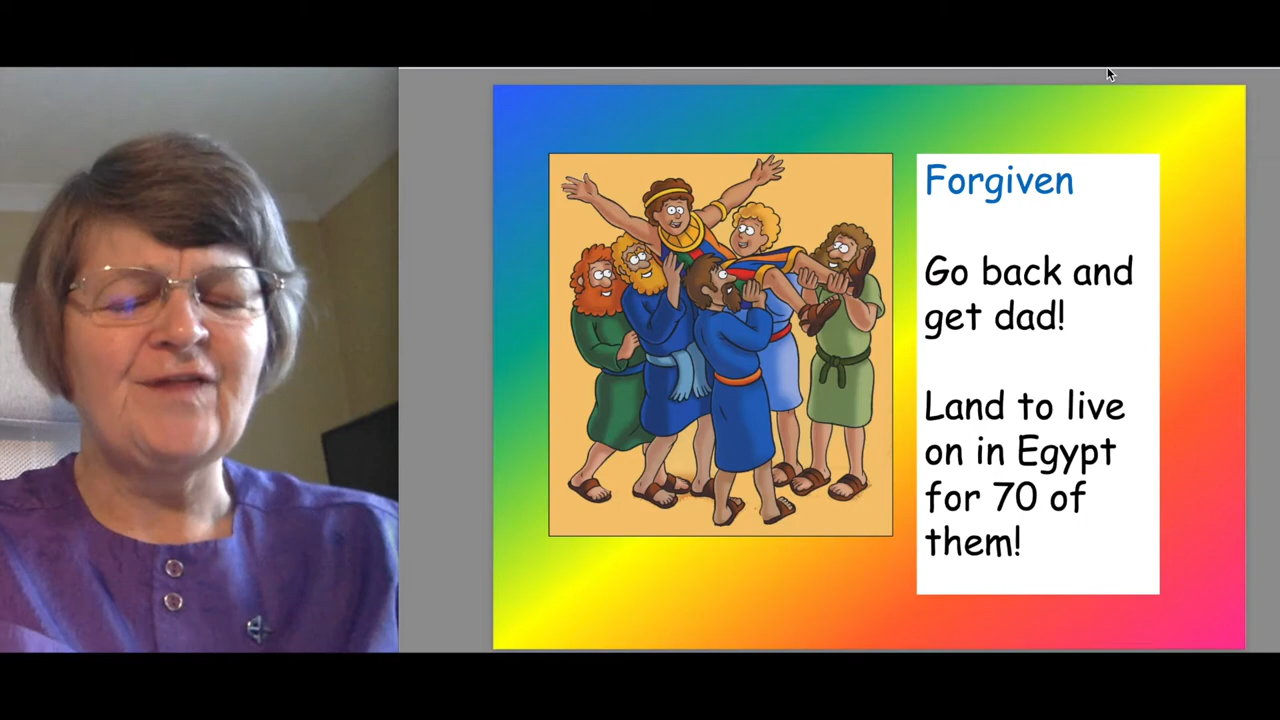 Forgiven
Go back and
get dad!
Land to live
on in Egypt
for 70 of
them!